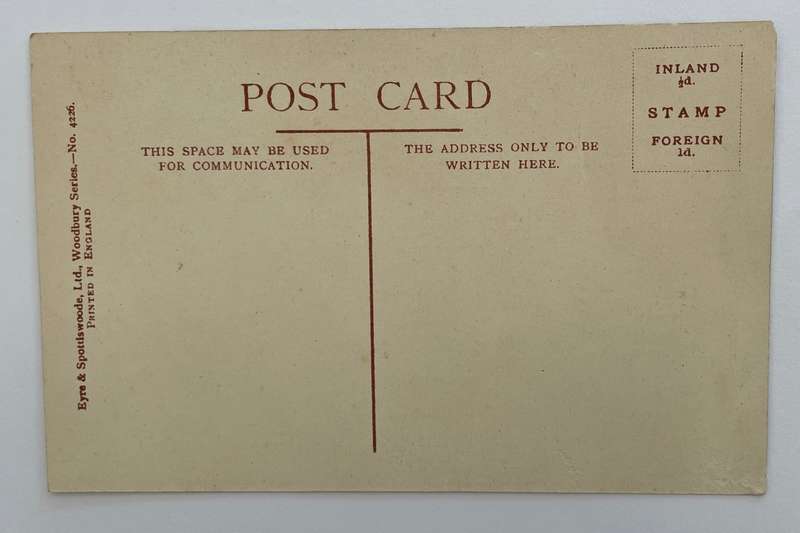 POST CARD
THIS SPACE MAY BE USED
FOR COMMUNICATION.
THE ADDRESS ONLY TO BE
WRITTEN HERE.
INLAND
½d.
STAMP
FOREIGN
1d.
Eyre & Spottiswoode, Ltd., Woodbury Series.—No. 4226.
PRINTED IN ENGLAND